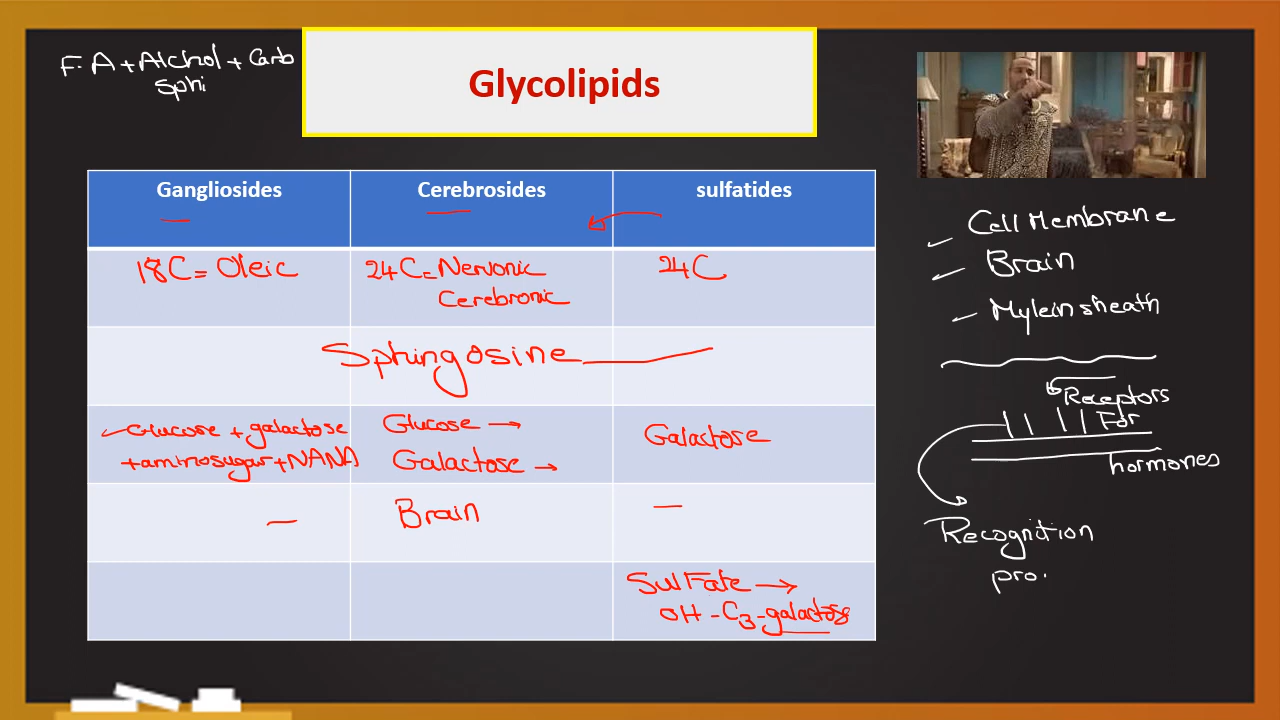 F. A + Alchol + Carb
Sphi
Glycolipids
Gangliosides Cerebrosides sulfatides
18C = Oleic 24C = Nervonic 24C
Cerebronic
Sphingosine
Glucose + galactose Glucose → Galactose
+ aminosugar + NANA Galactose →
— Brain —
Sulfate →
OH - C3 - galactose
Cell Membrane
Brain
Mylein sheath
Receptors
For
hormones
Recognition
pro.